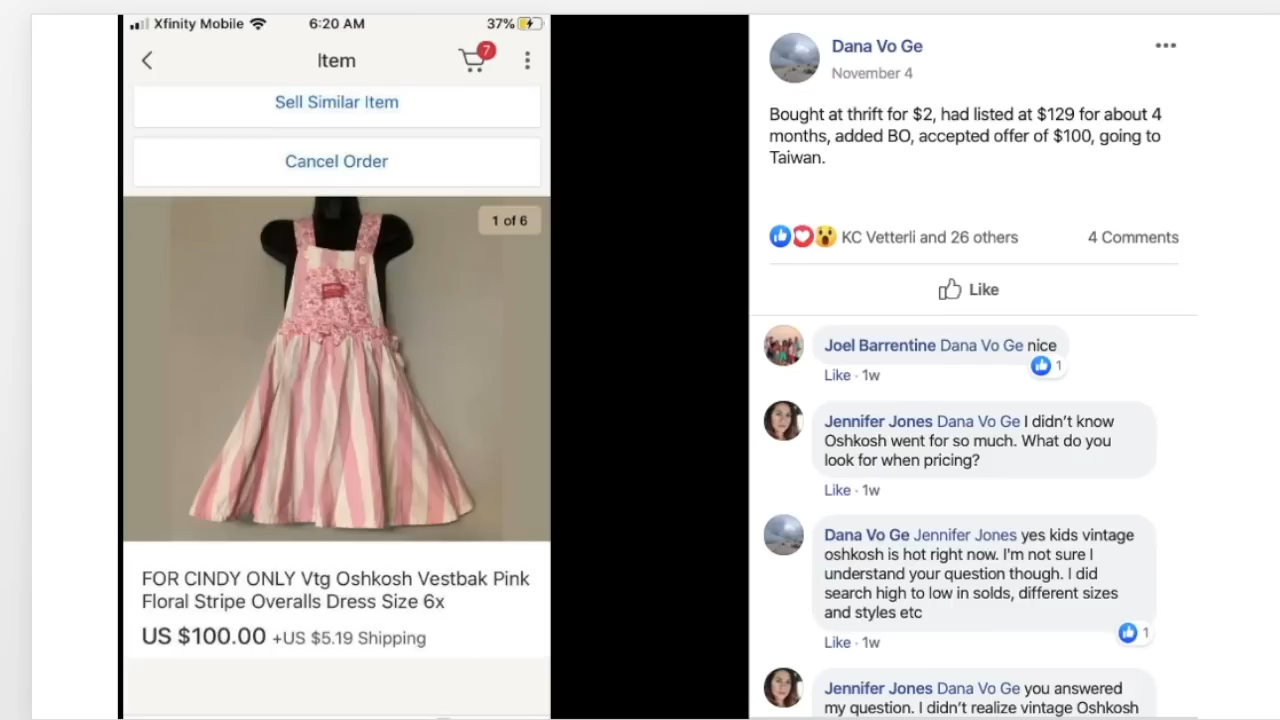 Xfinity Mobile
6:20 AM
37%
Item
7
Sell Similar Item
Cancel Order
1 of 6
FOR CINDY ONLY Vtg Oshkosh Vestbak Pink
Floral Stripe Overalls Dress Size 6x
US $100.00 +US $5.19 Shipping
Dana Vo Ge
November 4
Bought at thrift for $2, had listed at $129 for about 4
months, added BO, accepted offer of $100, going to
Taiwan.
KC Vetterli and 26 others
4 Comments
Like
Joel Barrentine Dana Vo Ge nice
1
Like · 1w
Jennifer Jones Dana Vo Ge I didn't know
Oshkosh went for so much. What do you
look for when pricing?
Like · 1w
Dana Vo Ge Jennifer Jones yes kids vintage
oshkosh is hot right now. I'm not sure I
understand your question though. I did
search high to low in solds, different sizes
and styles etc
1
Like · 1w
Jennifer Jones Dana Vo Ge you answered
my question. I didn't realize vintage Oshkosh